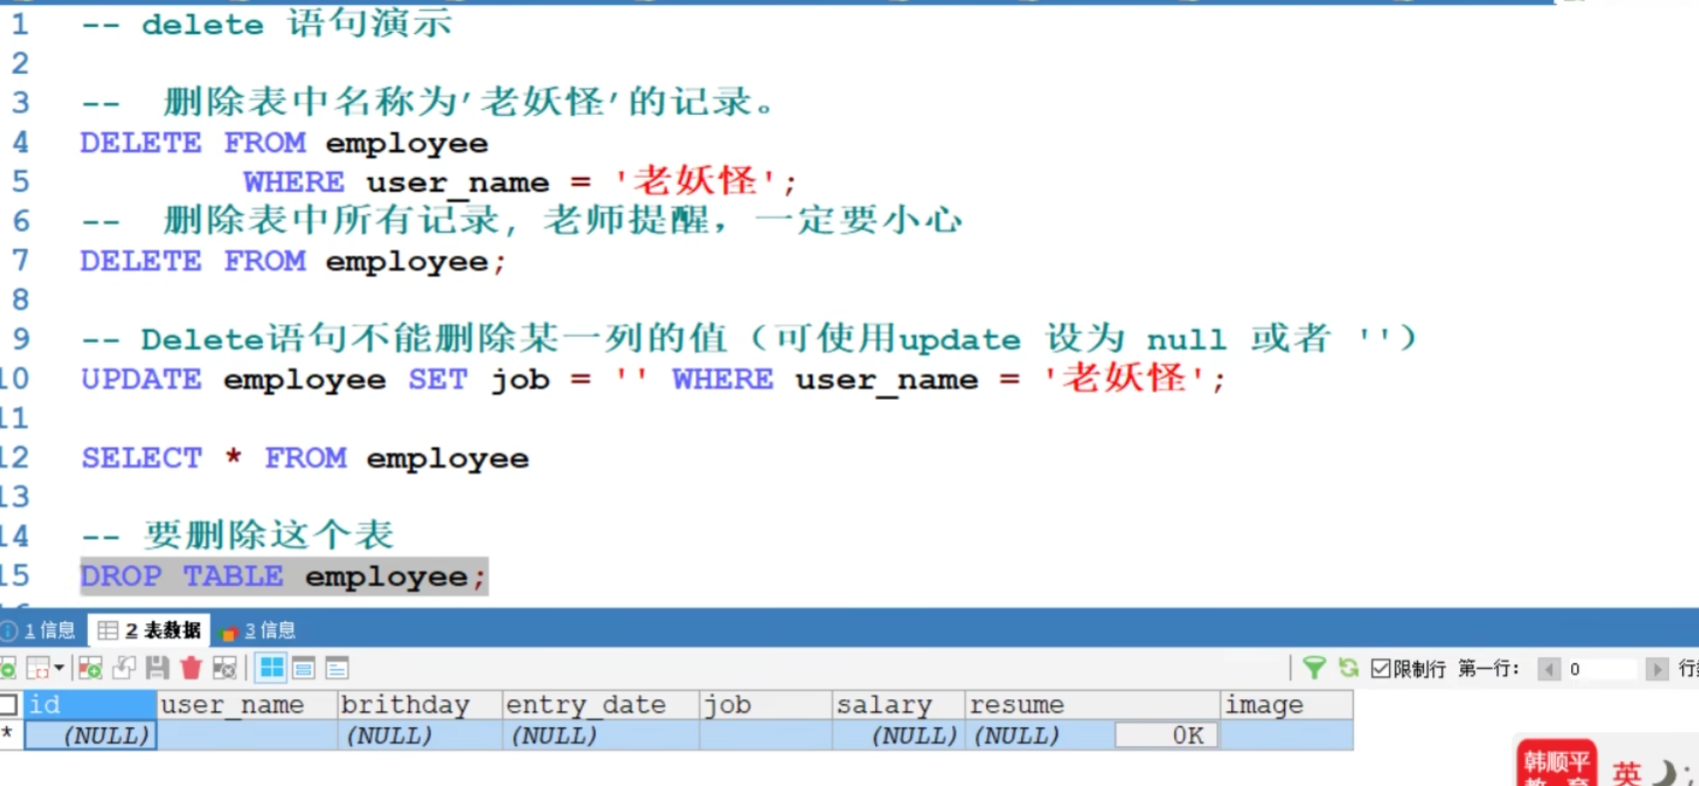 1 -- delete 语句演示
2
3 -- 删除表中名称为'老妖怪'的记录。
4 DELETE FROM employee
5 WHERE user_name = '老妖怪';
6 -- 删除表中所有记录, 老师提醒，一定要小心
7 DELETE FROM employee;
8
9 -- Delete语句不能删除某一列的值（可使用update 设为 null 或者 ''）
10 UPDATE employee SET job = '' WHERE user_name = '老妖怪';
11
12 SELECT * FROM employee
13
14 -- 要删除这个表
15 DROP TABLE employee;
1 信息 2 表数据 3 信息
限制行 第一行: 0 行
id user_name brithday entry_date job salary resume image
* (NULL) (NULL) (NULL) (NULL) (NULL) 0K
韩顺平
教育 英